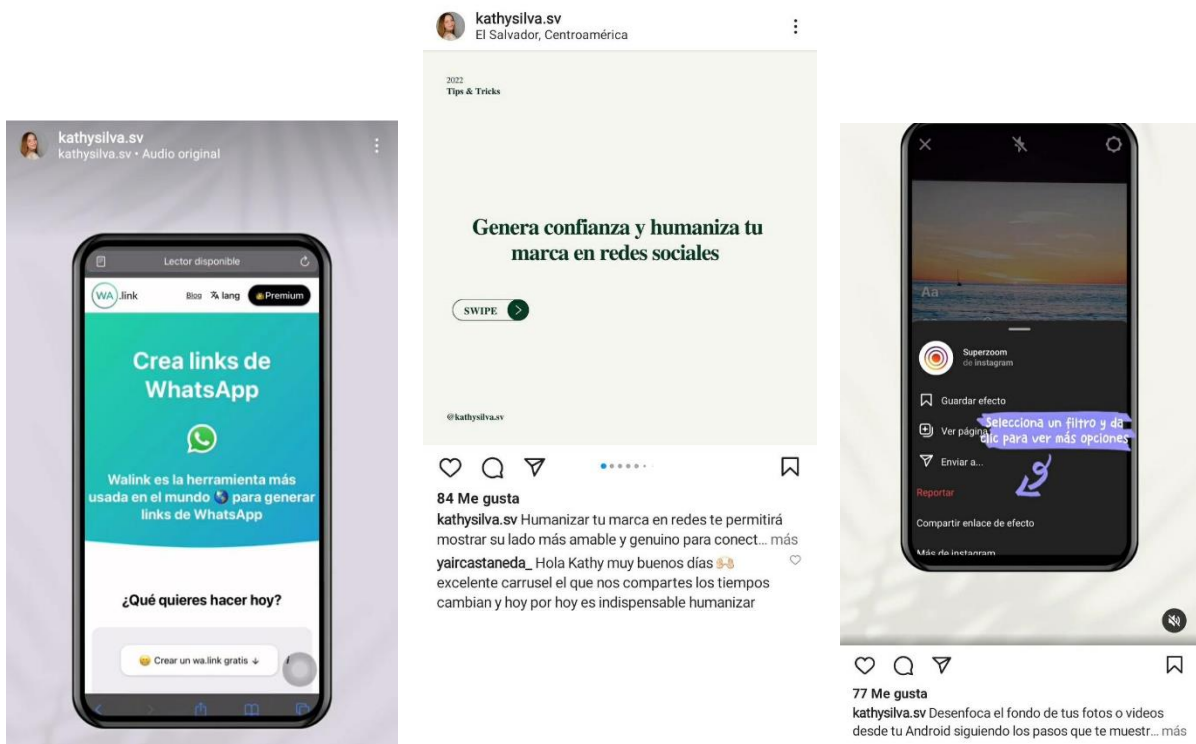 kathysilva.sv
kathysilva.sv • Audio original
Lector disponible
WA.link
Blog
lang
Premium
Crea links de
WhatsApp
Walink es la herramienta más
usada en el mundo 🌎 para generar
links de WhatsApp
¿Qué quieres hacer hoy?
Crear un wa.link gratis ↓
kathysilva.sv
El Salvador, Centroamérica
2022
Tips & Tricks
Genera confianza y humaniza tu
marca en redes sociales
SWIPE
@kathysilva.sv
84 Me gusta
kathysilva.sv Humanizar tu marca en redes te permitirá
mostrar su lado más amable y genuino para conect... más
yaircastaneda_ Hola Kathy muy buenos días
excelente carrusel el que nos compartes los tiempos
cambian y hoy por hoy es indispensable humanizar
Aa
Superzoom
de instagram
Guardar efecto
Ver página
Selecciona un filtro y da
clic para ver más opciones
Enviar a...
Reportar
Compartir enlace de efecto
Más de instagram
77 Me gusta
kathysilva.sv Desenfoca el fondo de tus fotos o videos
desde tu Android siguiendo los pasos que te muestr... más